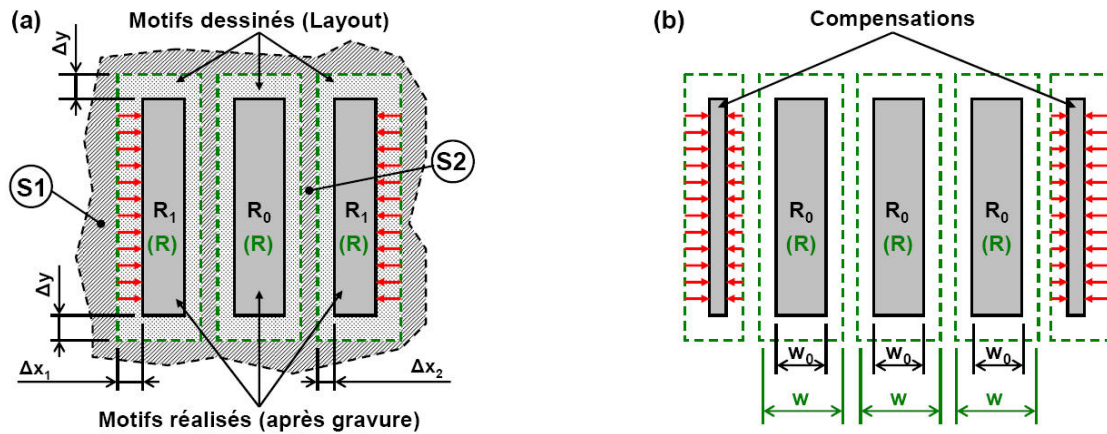 (a)
Motifs dessinés (Layout)
Δy
S1
S2
R1
R0
R1
(R)
(R)
(R)
Δy
Δx1
Δx2
Motifs réalisés (après gravure)
(b)
Compensations
R0
R0
R0
(R)
(R)
(R)
w0
w0
w0
w
w
w